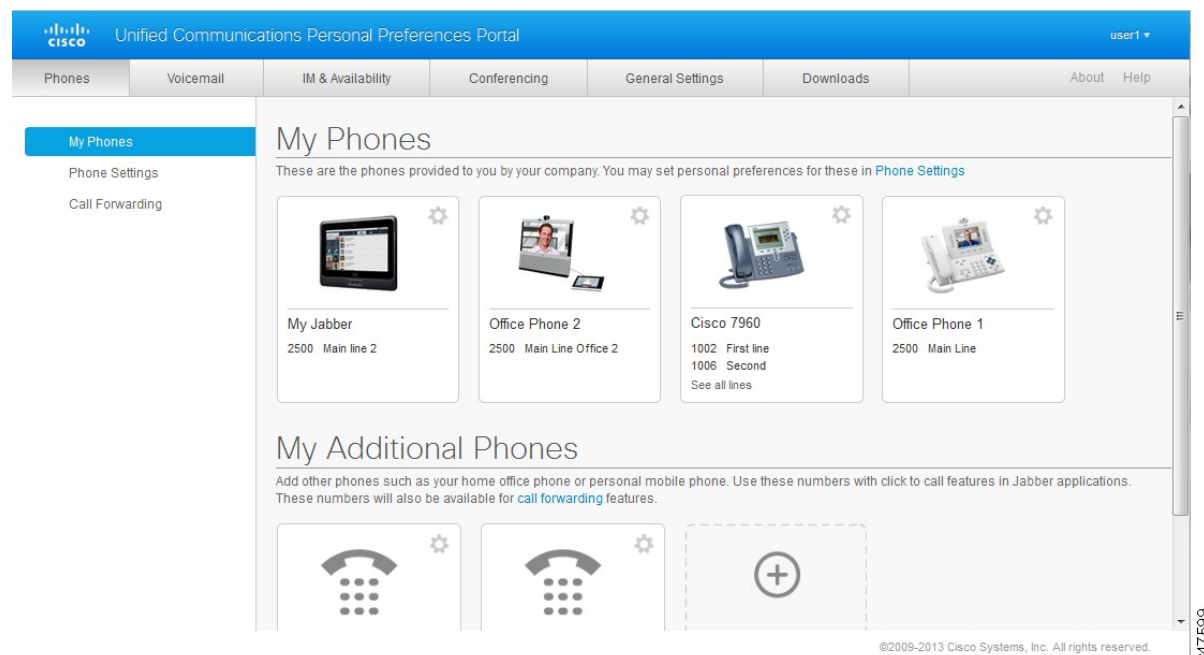 CISCO Unified Communications Personal Preferences Portal user1
Phones Voicemail IM & Availability Conferencing General Settings Downloads About Help
My Phones
Phone Settings
Call Forwarding
My Phones
These are the phones provided to you by your company. You may set personal preferences for these in Phone Settings
My Jabber
2500 Main line 2
Office Phone 2
2500 Main Line Office 2
Cisco 7960
1002 First line
1006 Second
See all lines
Office Phone 1
2500 Main Line
My Additional Phones
Add other phones such as your home office phone or personal mobile phone. Use these numbers with click to call features in Jabber applications.
These numbers will also be available for call forwarding features.
©2009-2013 Cisco Systems, Inc. All rights reserved.